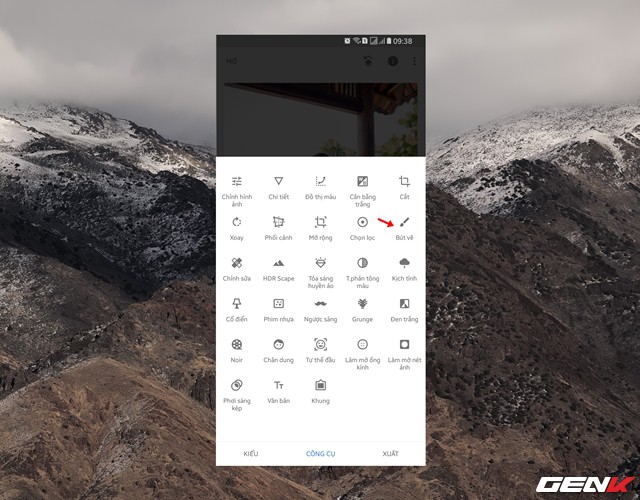 09:38
MỞ
Chỉnh hình
ảnh
Chi tiết
Đồ thị màu
Cân bằng
trắng
Cắt
Xoay
Phối cảnh
Mở rộng
Chọn lọc
Bút vẽ
Chỉnh sửa
HDR Scape
Tỏa sáng
huyền ảo
T.phản tông
màu
Kịch tính
Cổ điển
Phim nhựa
Ngược sáng
Grunge
Đen trắng
Noir
Chân dung
Tư thế đầu
Làm mờ ống
kính
Làm mờ nét
ảnh
Phơi sáng
kép
Văn bản
Khung
KIỂU
CÔNG CỤ
XUẤT
GENK